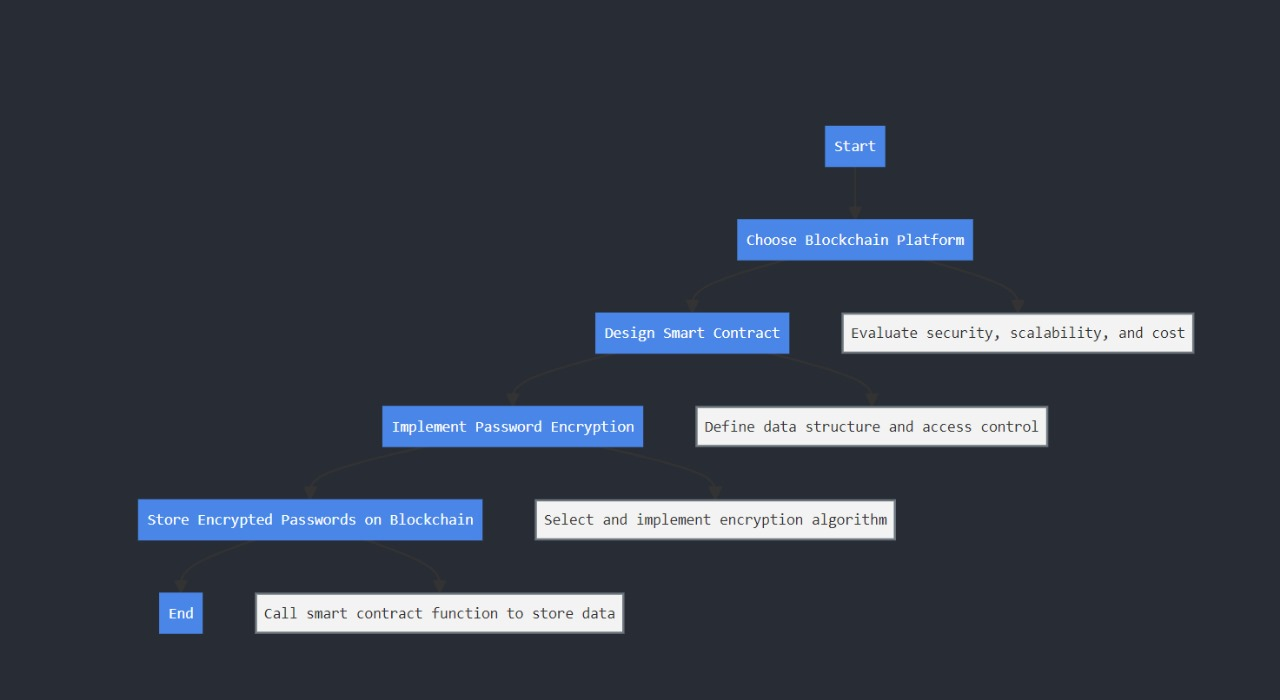 Start
Choose Blockchain Platform
Design Smart Contract
Evaluate security, scalability, and cost
Implement Password Encryption
Define data structure and access control
Store Encrypted Passwords on Blockchain
Select and implement encryption algorithm
End
Call smart contract function to store data